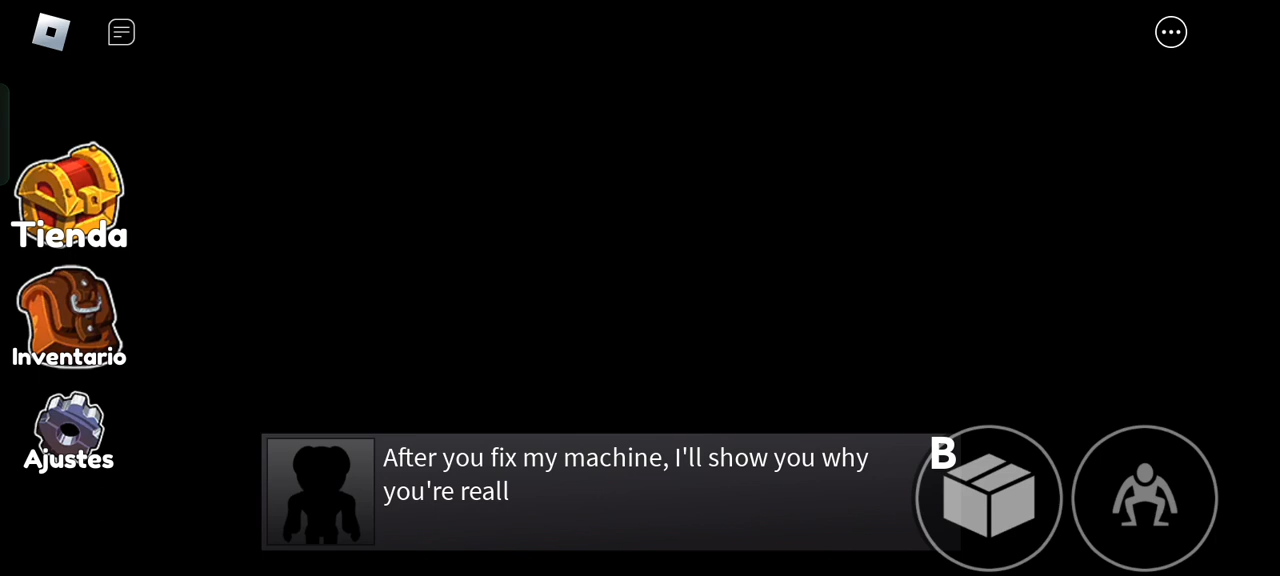 Tienda
Inventario
Ajustes
After you fix my machine, I'll show you why
you're reall
B